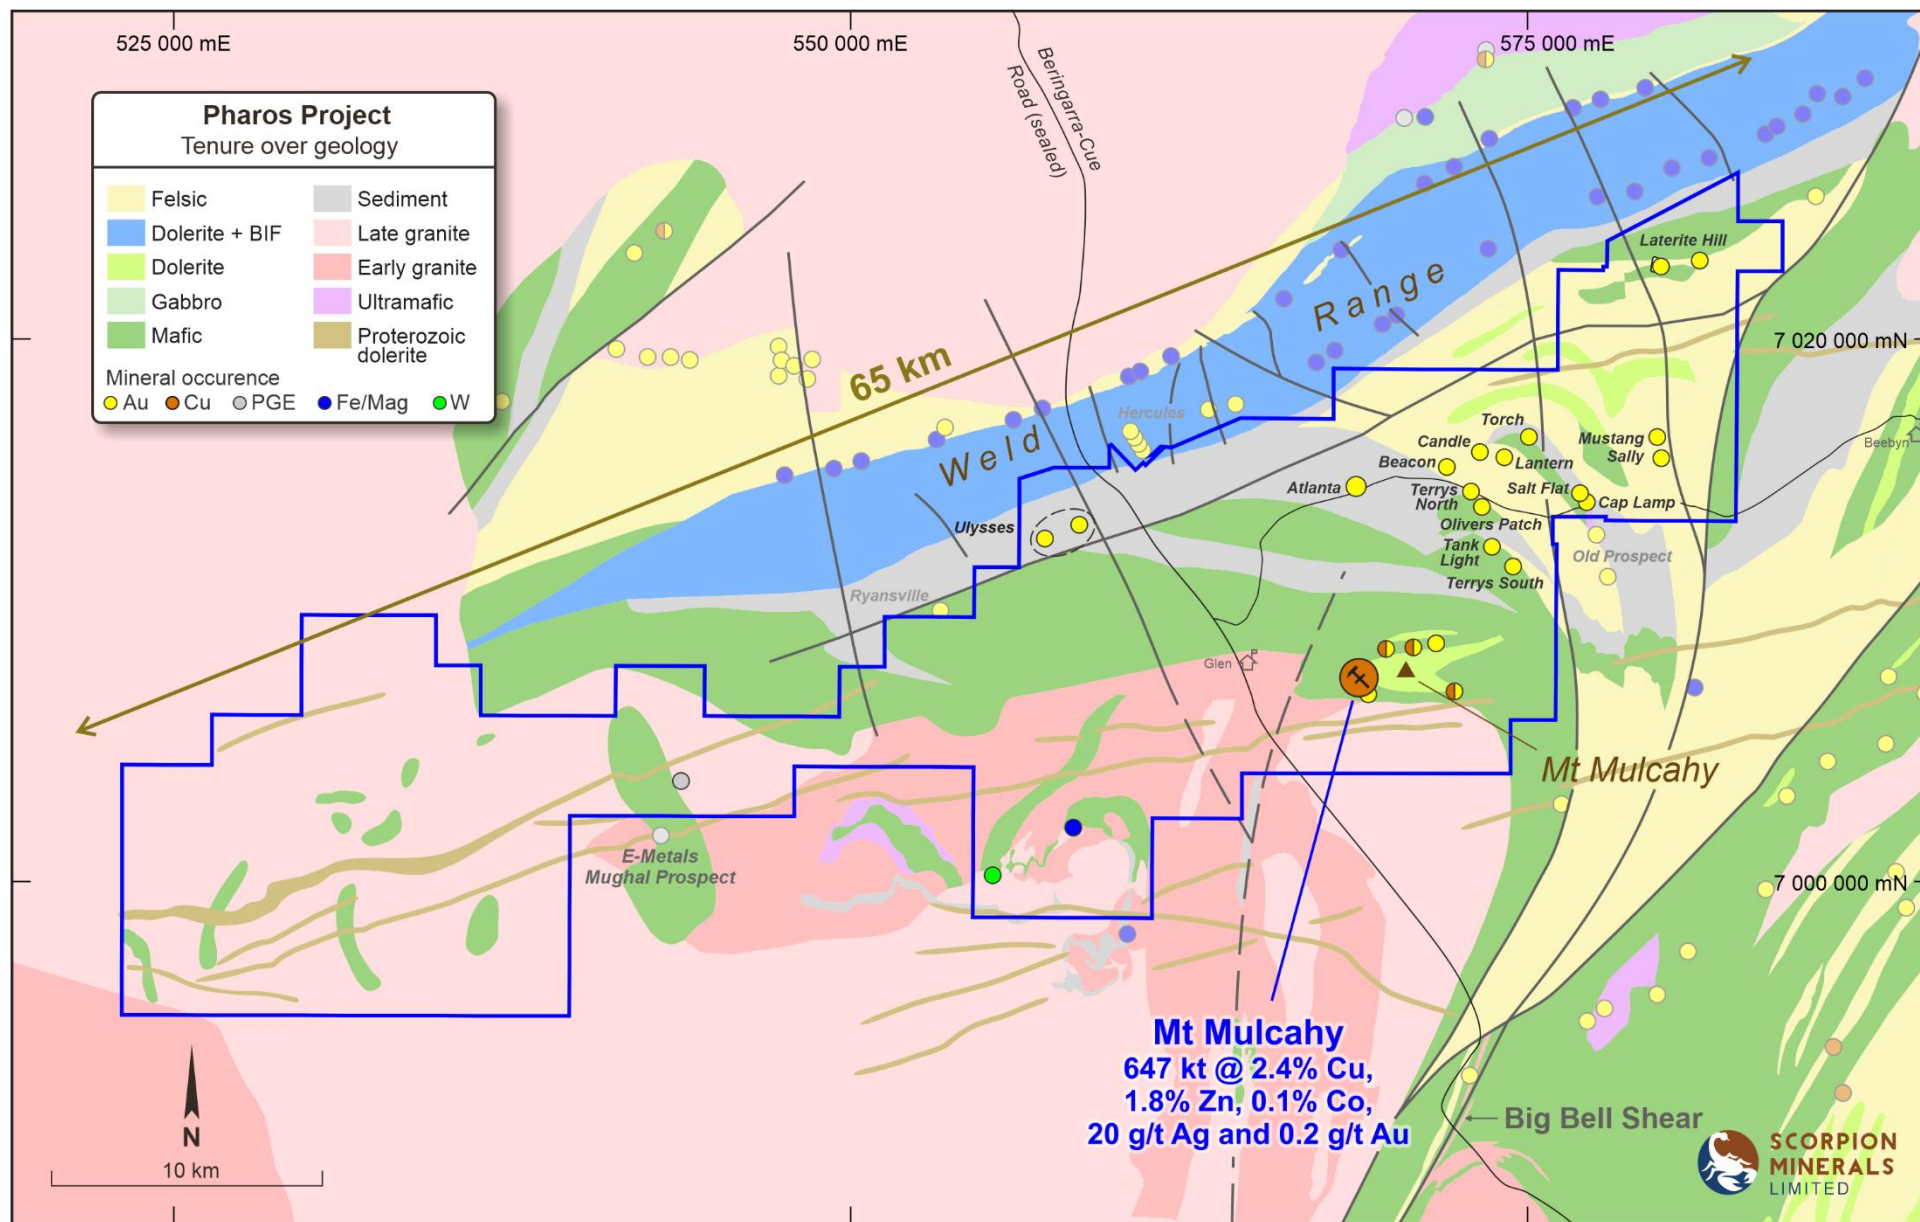 525 000 mE
550 000 mE
575 000 mE
Beringarra-Cue
Road (sealed)
Pharos Project
Tenure over geology
Felsic
Dolerite + BIF
Dolerite
Gabbro
Mafic
Sediment
Late granite
Early granite
Ultramafic
Proterozoic
dolerite
Mineral occurence
Au
Cu
PGE
Fe/Mag
W
65 km
Weld
Range
Laterite Hill
7 020 000 mN
Hercules
Torch
Candle
Beacon
Lantern
Mustang
Sally
Beebyn
Atlanta
Terrys
North
Salt Flat
Cap Lamp
Olivers Patch
Ulysses
Tank
Light
Old Prospect
Terrys South
Ryansville
Glen
Mt Mulcahy
E-Metals
Mughal Prospect
7 000 000 mN
Mt Mulcahy
647 kt @ 2.4% Cu,
1.8% Zn, 0.1% Co,
20 g/t Ag and 0.2 g/t Au
Big Bell Shear
N
10 km
SCORPION
MINERALS
LIMITED